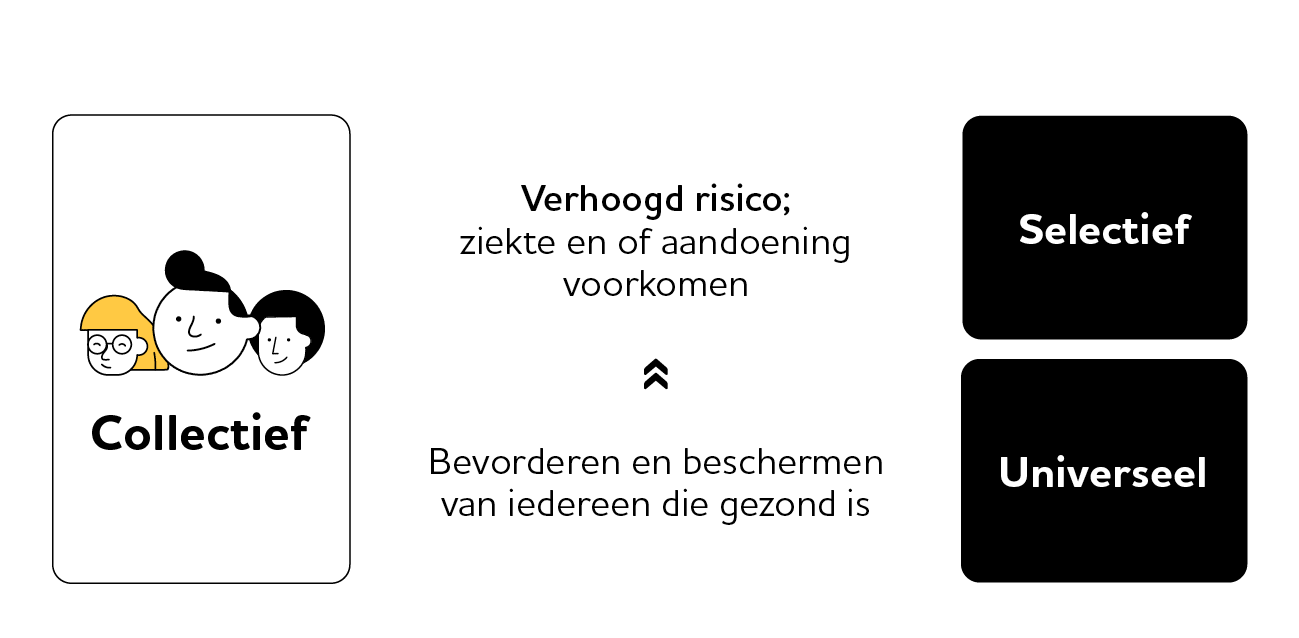 Verhoogd risico;
ziekte en of aandoening
voorkomen
Selectief
Collectief
Bevorderen en beschermen
van iedereen die gezond is
Universeel